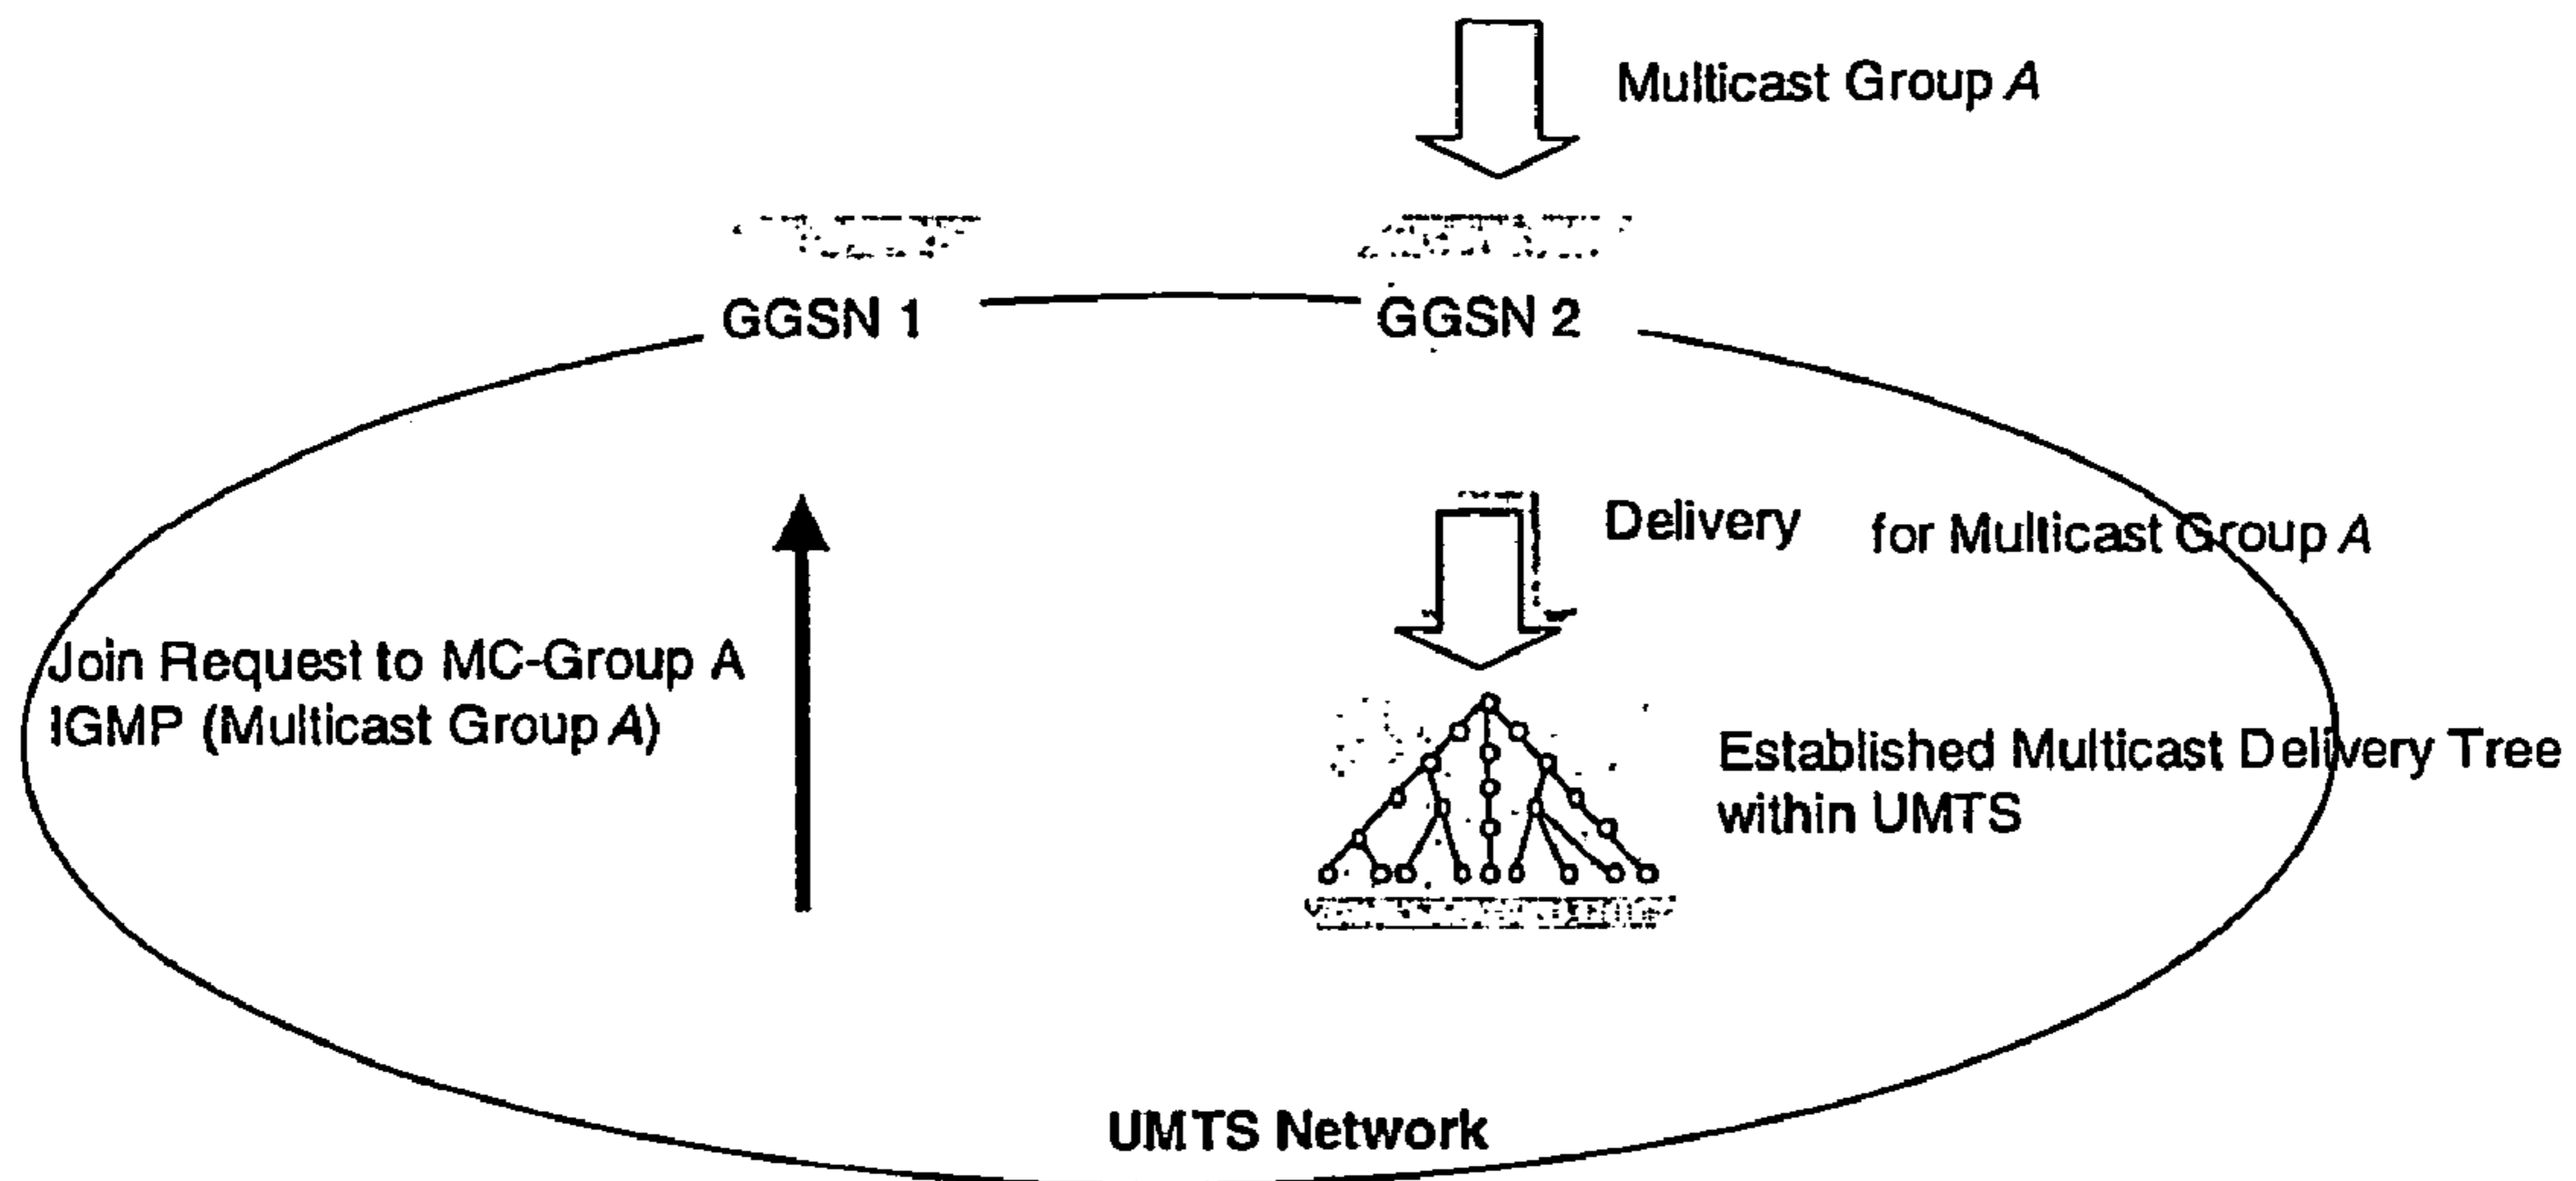 Multicast Group A
GGSN 1
GGSN 2
Delivery for Multicast Group A
Join Request to MC-Group A
IGMP (Multicast Group A)
Established Multicast Delivery Tree
within UMTS
UMTS Network